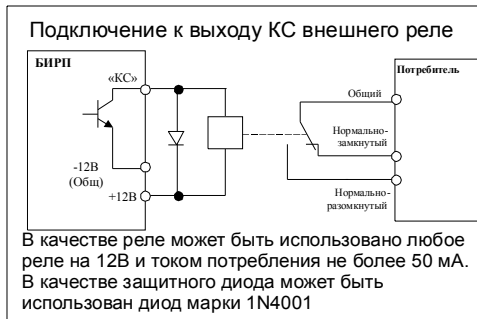 Подключение к выходу КС внешнего реле
БИРП
«КС»
-12В
(Общ)
+12В
Потребитель
Общий
Нормально-
замкнутый
Нормально-
разомкнутый
В качестве реле может быть использовано любое
реле на 12В и током потребления не более 50 мА.
В качестве защитного диода может быть
использован диод марки 1N4001